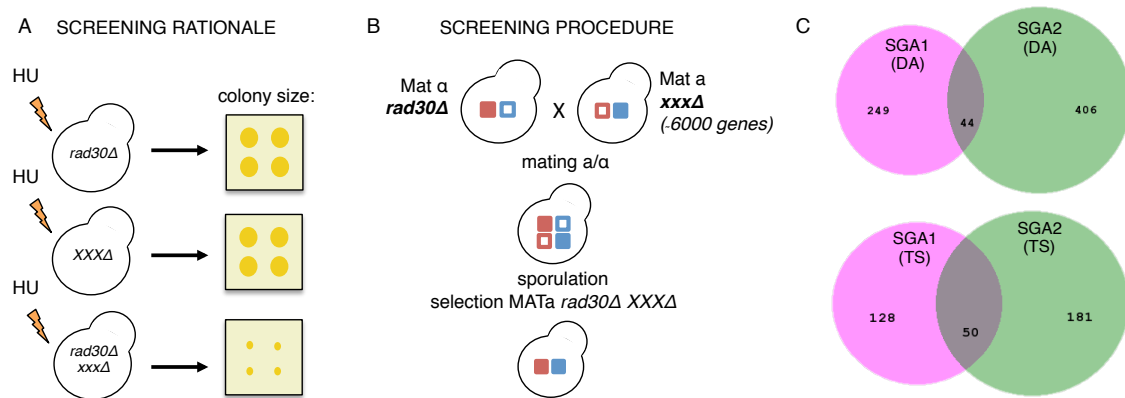 A SCREENING RATIONALE
HU
colony size:
rad30Δ
HU
XXXΔ
HU
rad30Δ
xxxΔ
B SCREENING PROCEDURE
Mat α
rad30Δ
X
Mat a
xxxΔ
(~6000 genes)
mating a/α
sporulation
selection MATa rad30Δ XXXΔ
C
SGA1
(DA)
SGA2
(DA)
249
44
406
SGA1
(TS)
SGA2
(TS)
128
50
181